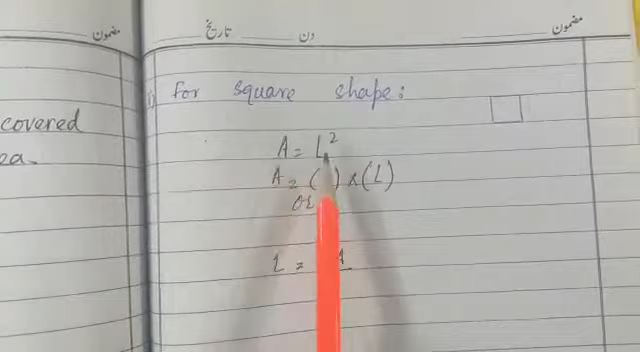 مضمون
تاریخ
دن
مضمون
covered
ea.
for square shape:
A = L²
A = ( ) x (L)
or
L = A